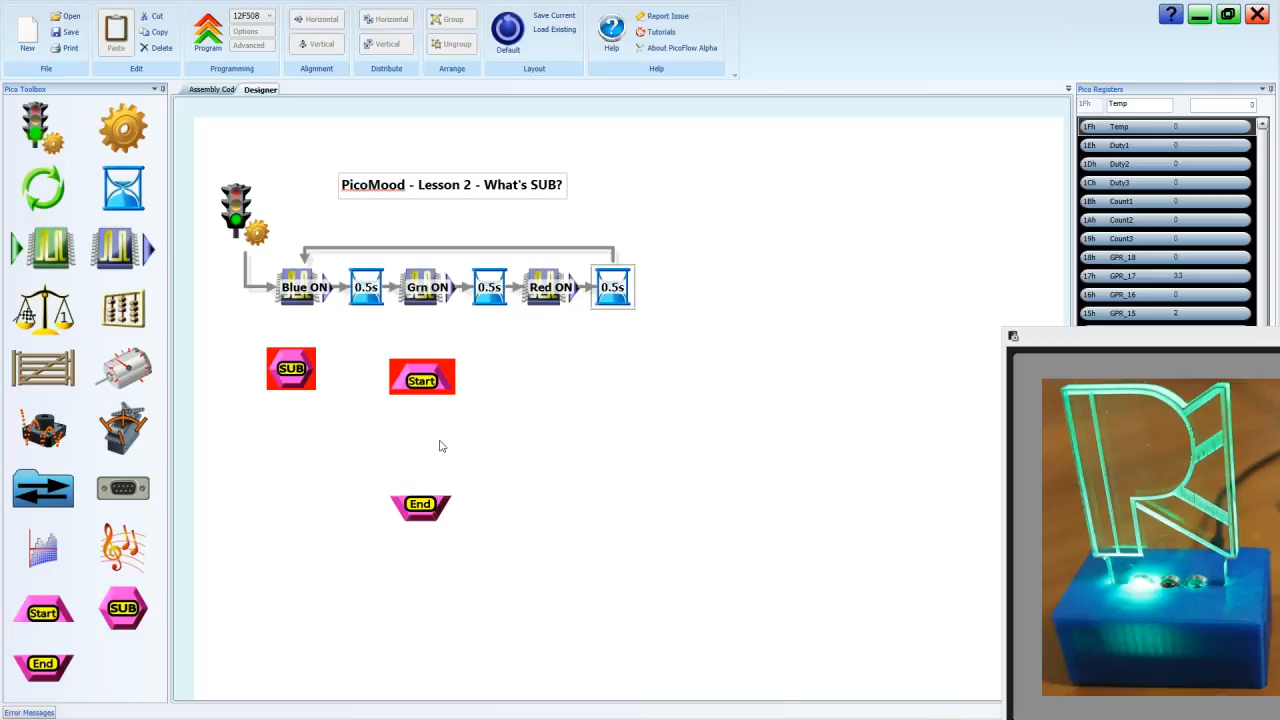 New
Open
Save
Print
File
Paste
Cut
Copy
Delete
Edit
Program
12F508
Options
Advanced
Programming
Horizontal
Vertical
Alignment
Horizontal
Vertical
Distribute
Group
Ungroup
Arrange
Default
Save Current
Load Existing
Layout
Help
Report Issue
Tutorials
About PicoFlow Alpha
Help
?
Pico Toolbox
Assembly Cod
Designer
Pico Registers
1Fh Temp 0
1Fh Temp 0
1Eh Duty1 0
1Dh Duty2 0
1Ch Duty3 0
1Bh Count1 0
1Ah Count2 0
19h Count3 0
18h GPR_18 0
17h GPR_17 33
16h GPR_16 0
15h GPR_15 2
PicoMood - Lesson 2 - What's SUB?
Blue ON
0.5s
Grn ON
0.5s
Red ON
0.5s
SUB
Start
End
1
Start
SUB
End
R
Error Messages